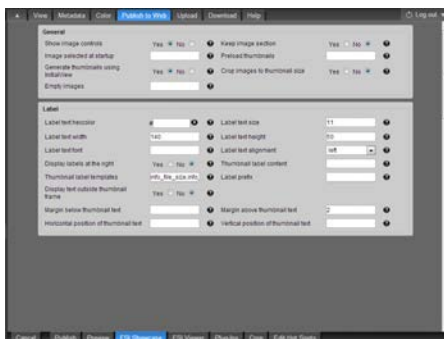 View Metadata Color Publish to Web Upload Download Help Log out
General
Show image controls Yes No Keep image section Yes No
Image selected at startup Preload thumbnails
Generate thumbnails using InitialView Yes No Crop images to thumbnail size Yes No
Empty images
Label
Label text hexcolor # Label text size 11
Label text width 140 Label text height 50
Label text font Label text alignment left
Display labels at the right Yes No Thumbnail label content
Thumbnail label templates info_file_size,info_ Label prefix
Display text outside thumbnail frame Yes No
Margin below thumbnail text Margin above thumbnail text 2
Horizontal position of thumbnail text Vertical position of thumbnail text
Cancel Publish Preview FSI Showcase FSI Viewer Plug-Ins Crop Edit Hot Spots